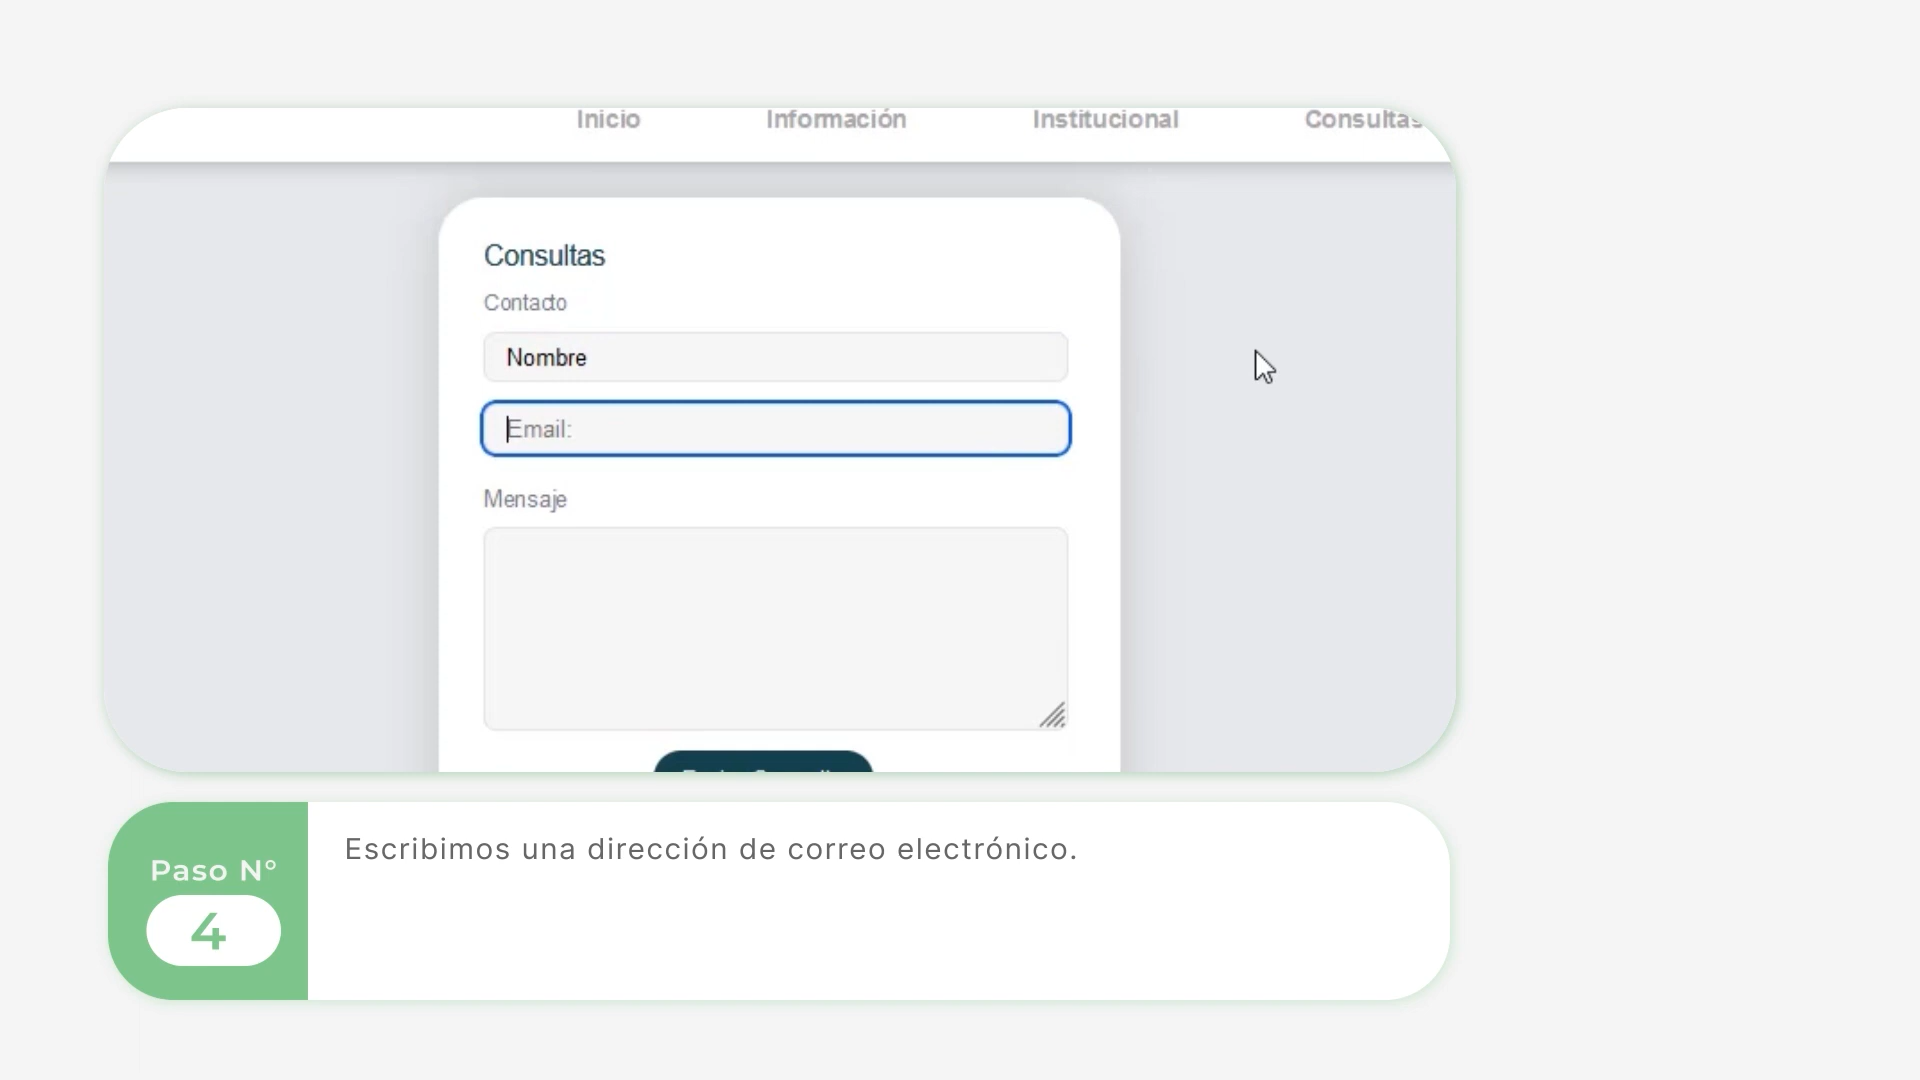 Inicio Información Institucional Consultas
Consultas
Contacto
Nombre
Email:
Mensaje
Paso N°
4
Escribimos una dirección de correo electrónico.